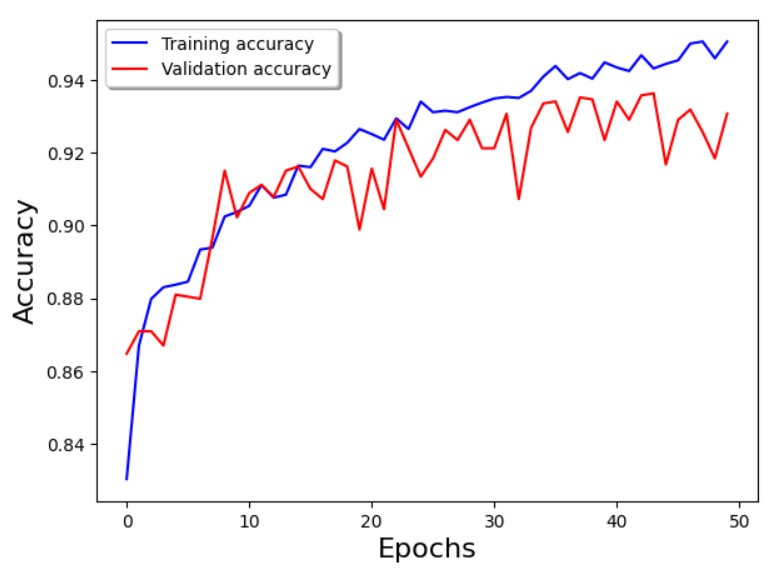 Training accuracy
Validation accuracy
0.94
0.92
0.90
0.88
0.86
0.84
Accuracy
0 10 20 30 40 50
Epochs